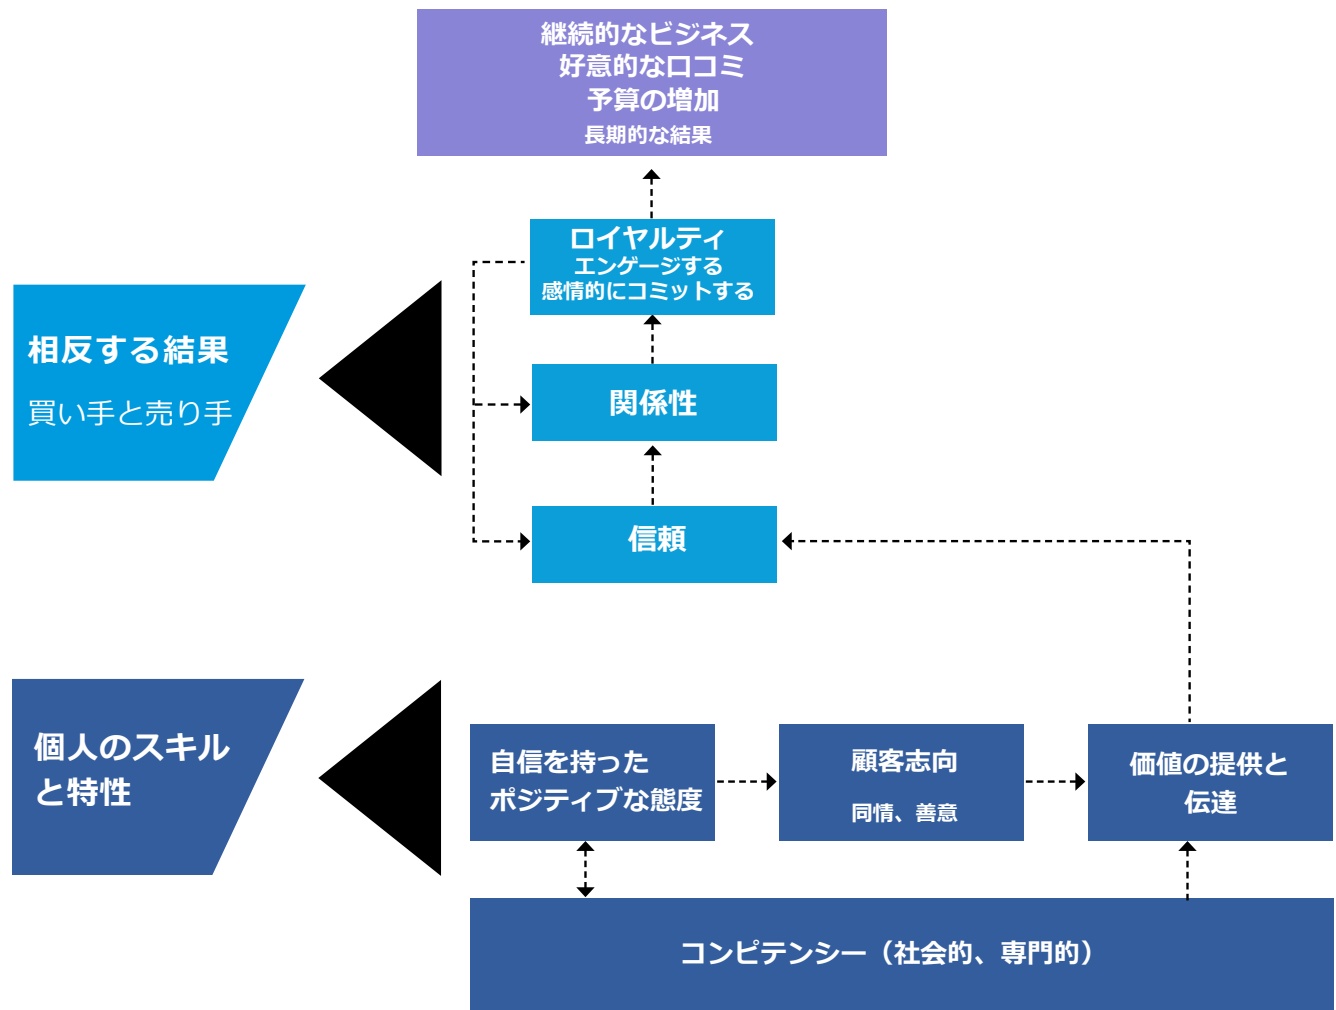 継続的なビジネス
好意的な口コミ
予算の増加
長期的な結果
ロイヤルティ
エンゲージする
感情的にコミットする
相反する結果
買い手と売り手
関係性
信頼
個人のスキル
と特性
自信を持った
ポジティブな態度
顧客志向
同情、善意
価値の提供と
伝達
コンピテンシー（社会的、専門的）